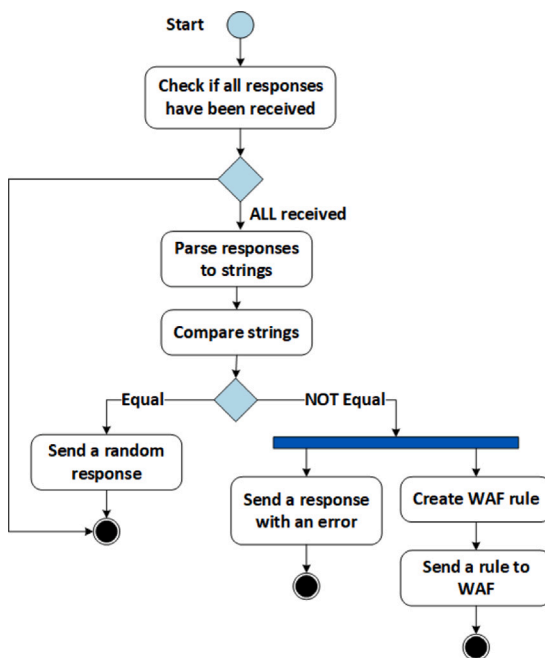 Start
Check if all responses
have been received
ALL received
Parse responses
to strings
Compare strings
Equal
NOT Equal
Send a random
response
Send a response
with an error
Create WAF rule
Send a rule to
WAF